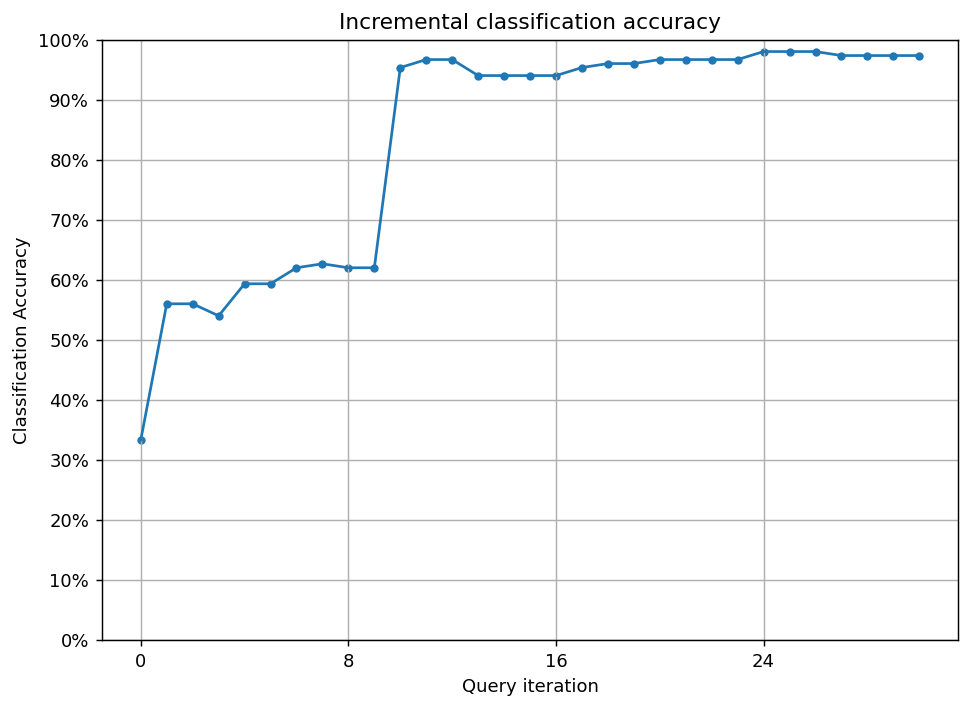 Incremental classification accuracy
100%
90%
80%
70%
60%
50%
40%
30%
20%
10%
0%
Classification Accuracy
0 8 16 24
Query iteration